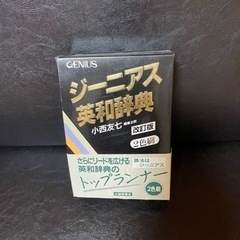 GENIUS
ジーニアス
英和辞典
小西友七
改訂版
2色刷
さらにリードを広げる
英和辞典の
トップランナー
2色刷